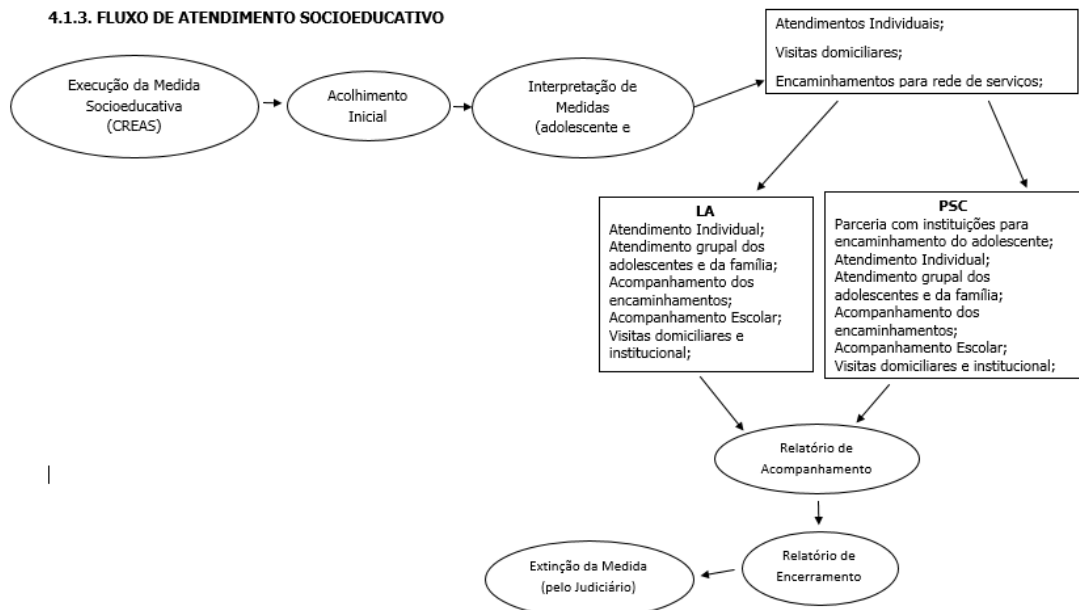 4.1.3. FLUXO DE ATENDIMENTO SOCIOEDUCATIVO
Execução da Medida
Socioeducativa
(CREAS)
Acolhimento
Inicial
Interpretação de
Medidas
(adolescente e
Atendimentos Individuais;
Visitas domiciliares;
Encaminhamentos para rede de serviços;
LA
Atendimento Individual;
Atendimento grupal dos
adolescentes e da família;
Acompanhamento dos
encaminhamentos;
Acompanhamento Escolar;
Visitas domiciliares e
institucional;
PSC
Parceria com instituições para
encaminhamento do adolescente;
Atendimento Individual;
Atendimento grupal dos
adolescentes e da família;
Acompanhamento dos
encaminhamentos;
Acompanhamento Escolar;
Visitas domiciliares e institucional;
Relatório de
Acompanhamento
Relatório de
Encerramento
Extinção da Medida
(pelo Judiciário)